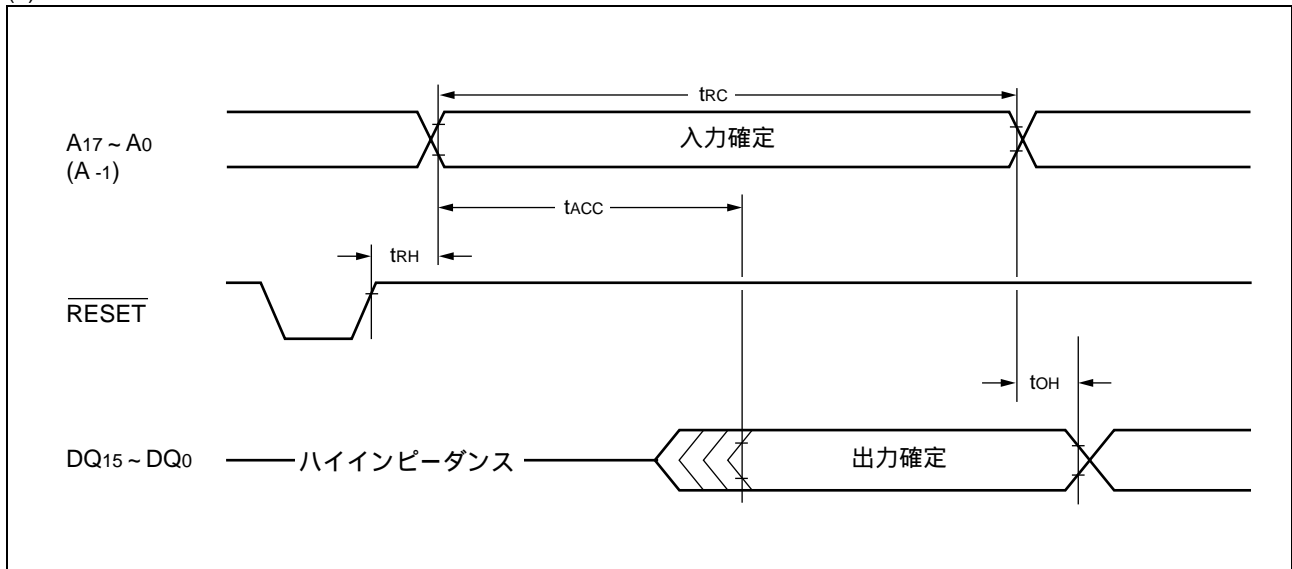 tRC
A17 ~ A0
(A -1)
入力確定
tACC
tRH
RESET
tOH
DQ15 ~ DQ0
ハイインピーダンス
出力確定